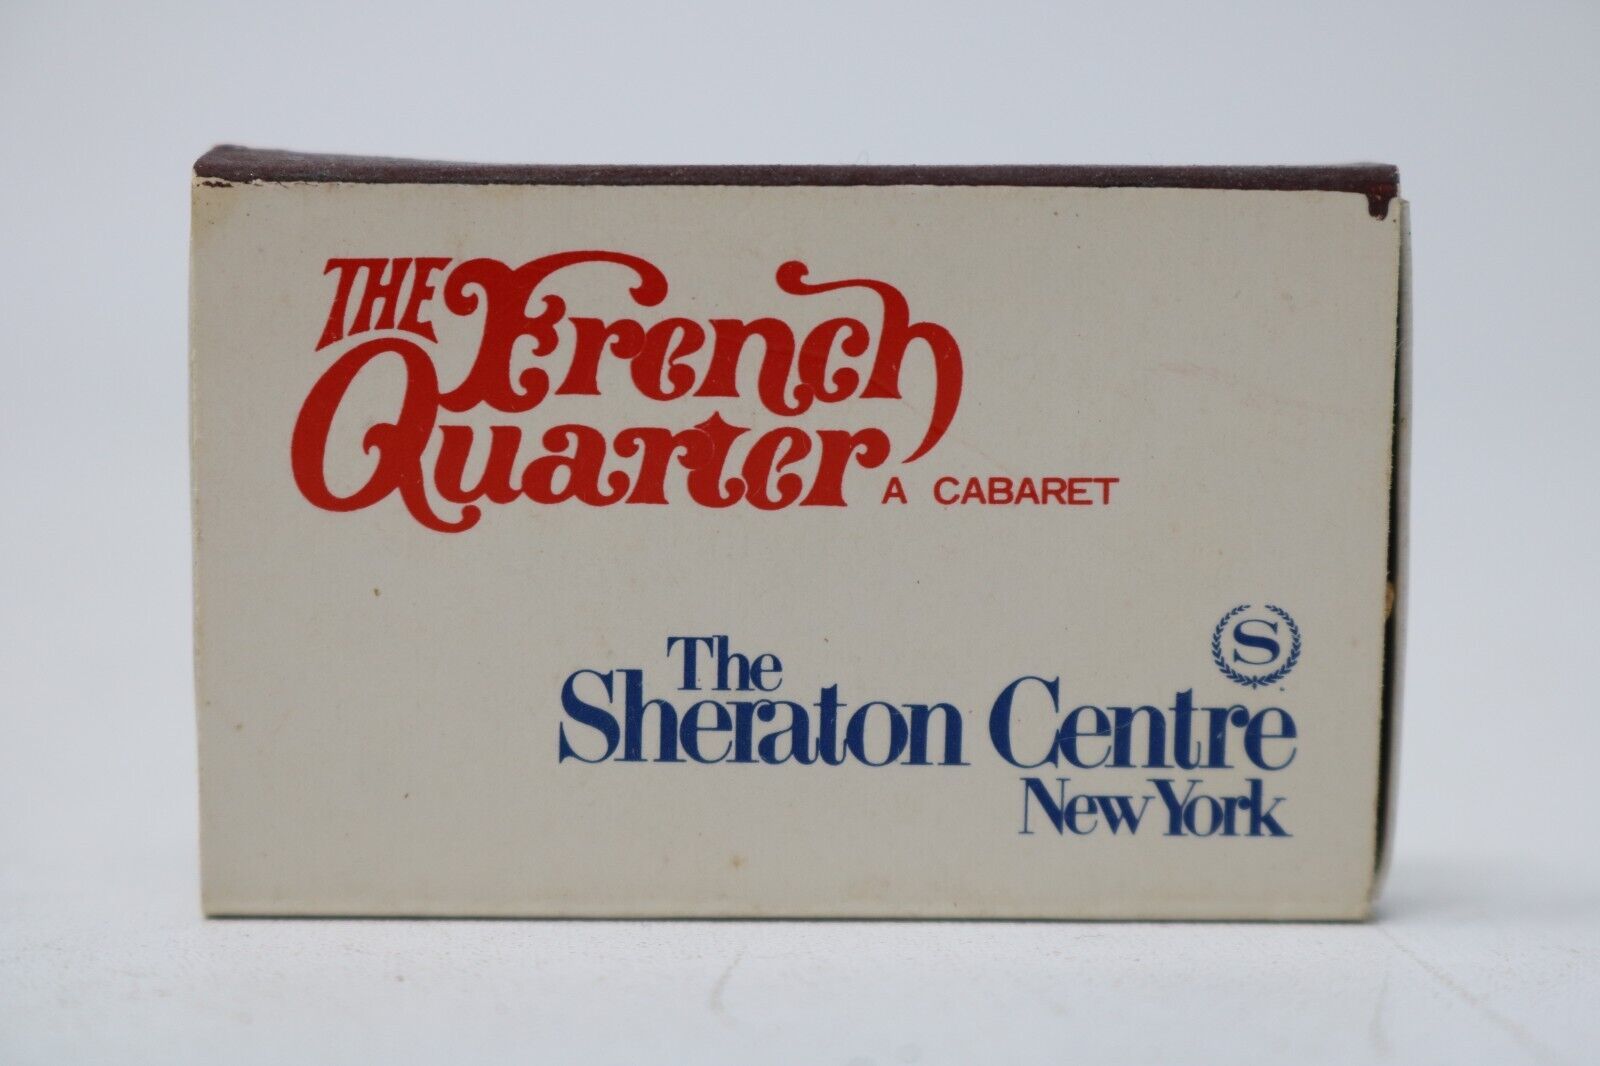 THE French
Quarter A CABARET
S
The
Sheraton Centre
New York